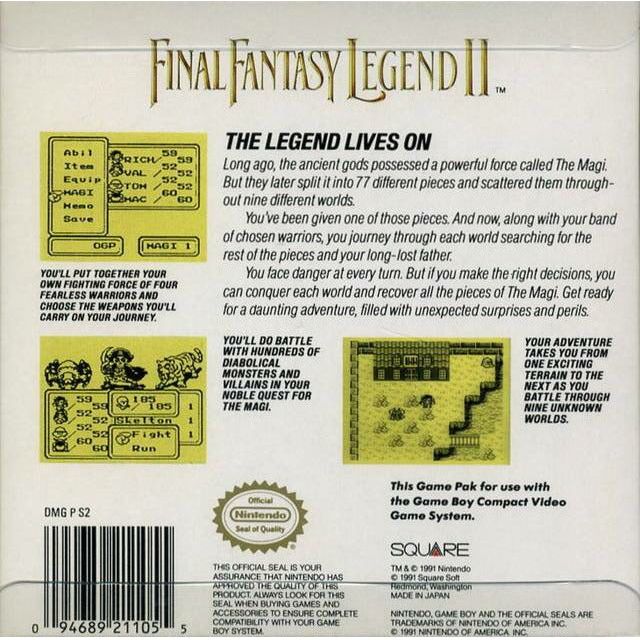 FINAL FANTASY LEGEND II™
THE LEGEND LIVES ON
Long ago, the ancient gods possessed a powerful force called The Magi.
But they later split it into 77 different pieces and scattered them through-
out nine different worlds.
You've been given one of those pieces. And now, along with your band
of chosen warriors, you journey through each world searching for the
rest of the pieces and your long-lost father.
You face danger at every turn. But if you make the right decisions, you
can conquer each world and recover all the pieces of The Magi. Get ready
for a daunting adventure, filled with unexpected surprises and perils.
Abil
Item
Equip
MAGI
Memo
Save
RICH/ 59 59
VAL / 52 52
TOM / 52 52
MAC / 60 60
0GP
MAGI 1
YOU'LL PUT TOGETHER YOUR
OWN FIGHTING FORCE OF FOUR
FEARLESS WARRIORS AND
CHOOSE THE WEAPONS YOU'LL
CARRY ON YOUR JOURNEY.
59 59
52 52
52 52
60 60
185 / 185
1
Skelton 1
Fight 1
Run
YOU'LL DO BATTLE
WITH HUNDREDS OF
DIABOLICAL
MONSTERS AND
VILLAINS IN YOUR
NOBLE QUEST FOR
THE MAGI.
YOUR ADVENTURE
TAKES YOU FROM
ONE EXCITING
TERRAIN TO THE
NEXT AS YOU
BATTLE THROUGH
NINE UNKNOWN
WORLDS.
DMG P S2
0 94689 21105 5
Official
Nintendo
Seal of Quality
THIS OFFICIAL SEAL IS YOUR
ASSURANCE THAT NINTENDO HAS
APPROVED THE QUALITY OF THIS
PRODUCT. ALWAYS LOOK FOR THIS
SEAL WHEN BUYING GAMES AND
ACCESSORIES TO ENSURE COMPLETE
COMPATIBILITY WITH YOUR GAME
BOY SYSTEM.
This Game Pak for use with
the Game Boy Compact Video
Game System.
SQUARE
TM & © 1991 Nintendo
© 1991 Square Soft
Redmond, Washington
MADE IN JAPAN
NINTENDO, GAME BOY AND THE OFFICIAL SEALS ARE
TRADEMARKS OF NINTENDO OF AMERICA INC.
© 1991 NINTENDO OF AMERICA INC.